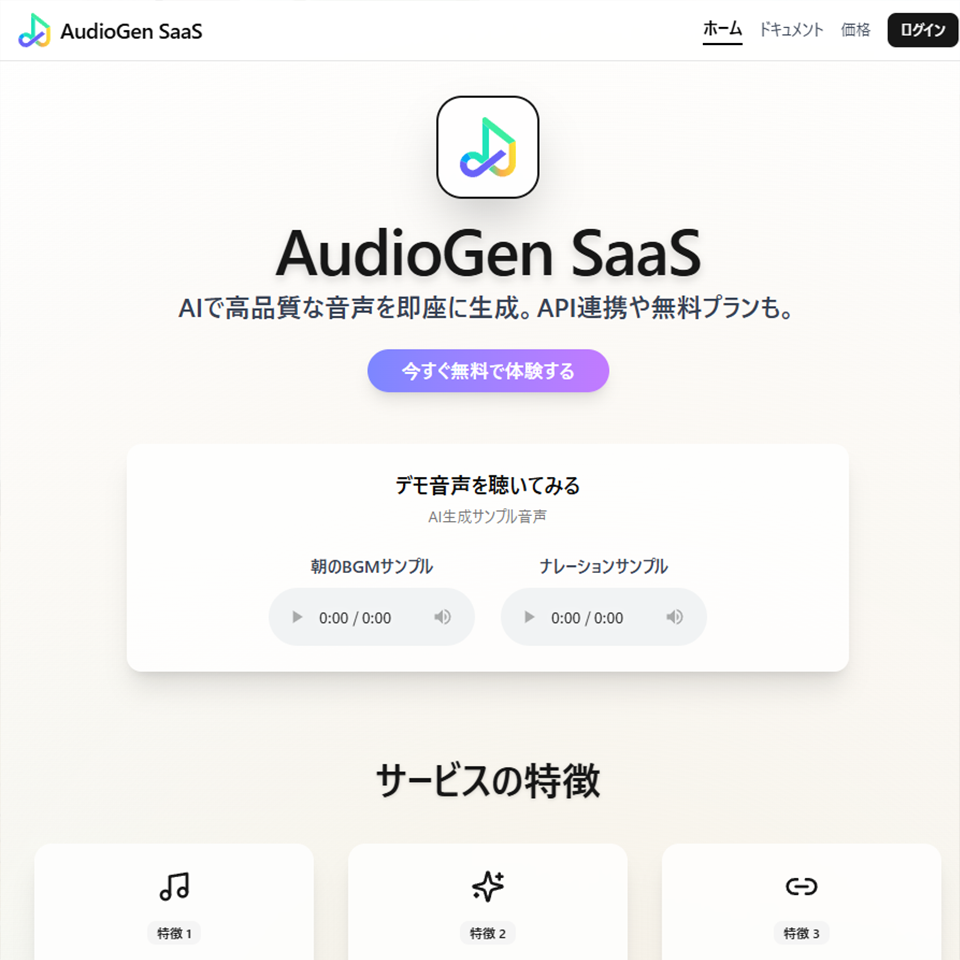 AudioGen SaaS
ホーム ドキュメント 価格 ログイン
AudioGen SaaS
AIで高品質な音声を即座に生成。API連携や無料プランも。
今すぐ無料で体験する
デモ音声を聴いてみる
AI生成サンプル音声
朝のBGMサンプル
0:00 / 0:00
ナレーションサンプル
0:00 / 0:00
サービスの特徴
特徴 1
特徴 2
特徴 3